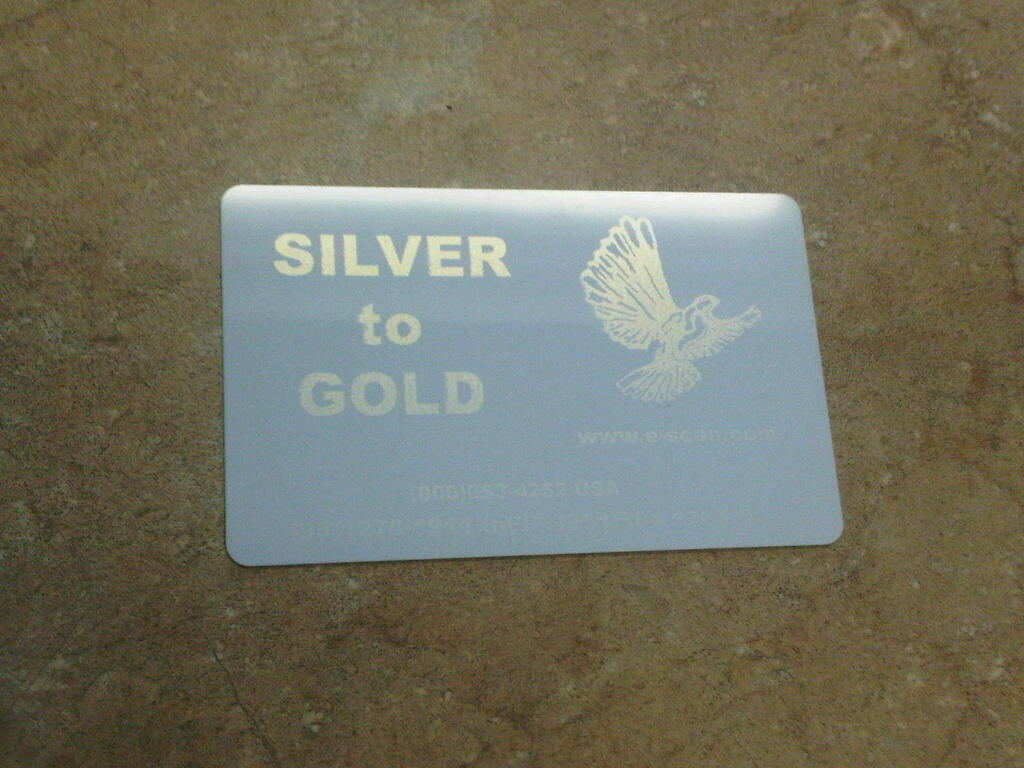 SILVER
to
GOLD
www.e-scan.com
(800)653-4252 USA